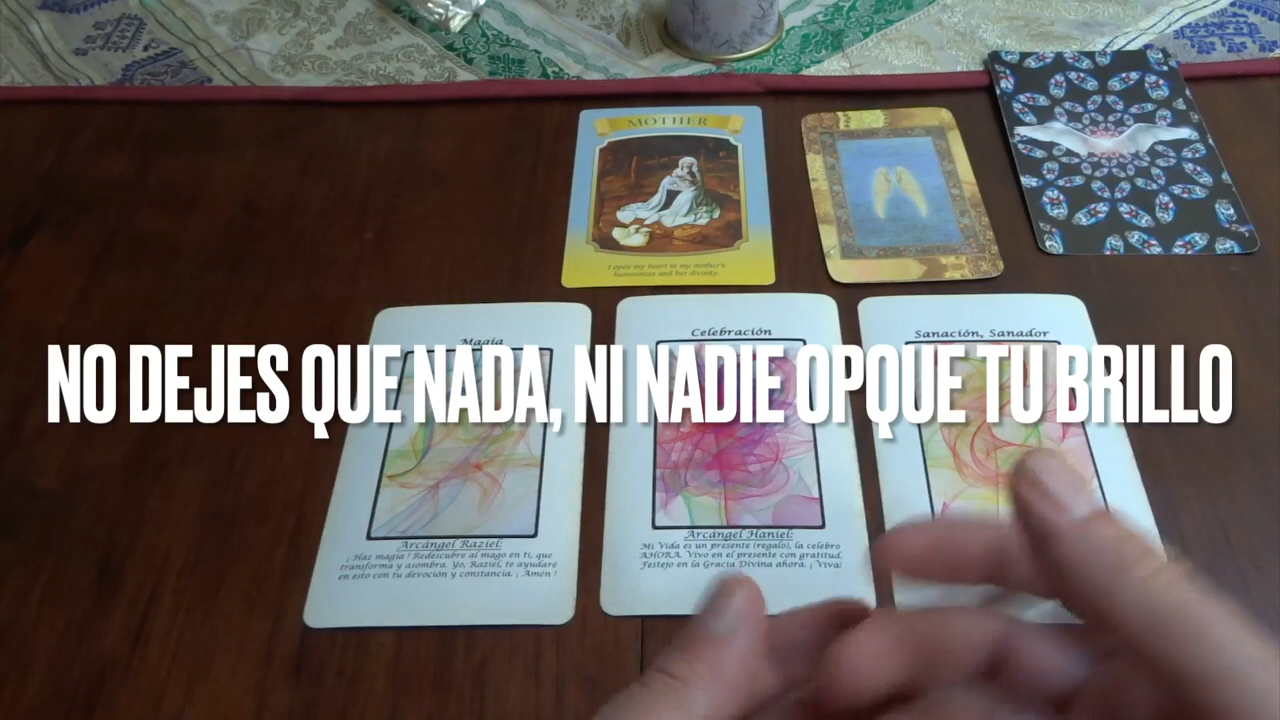 MOTHER
I open my heart to my mother's
humanness and her divinity.
Magia
Celebración
Sanación, Sanador
NO DEJES QUE NADA, NI NADIE OPQUE TU BRILLO
Arcángel Raziel:
¡ Haz magia ! Redescubre al mago en ti, que
transforma y asombra. Yo, Raziel, te ayudaré
en esto con tu devoción y constancia. ¡ Amén !
Arcángel Haniel:
Mi Vida es un presente (regalo), la celebro
AHORA. Vivo en el presente con gratitud.
Festejo en la Gracia Divina ahora. ¡ Viva!